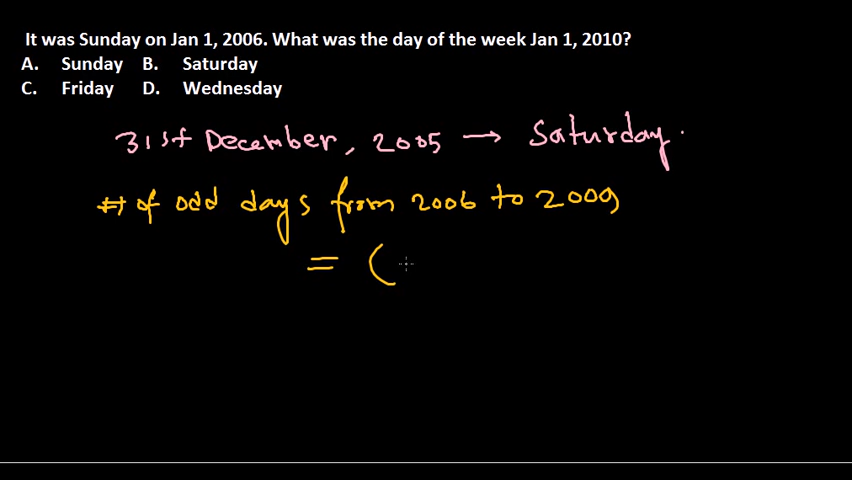 It was Sunday on Jan 1, 2006. What was the day of the week Jan 1, 2010?
A. Sunday B. Saturday
C. Friday D. Wednesday
31st December, 2005 → Saturday.
# of odd days from 2006 to 2009
= (